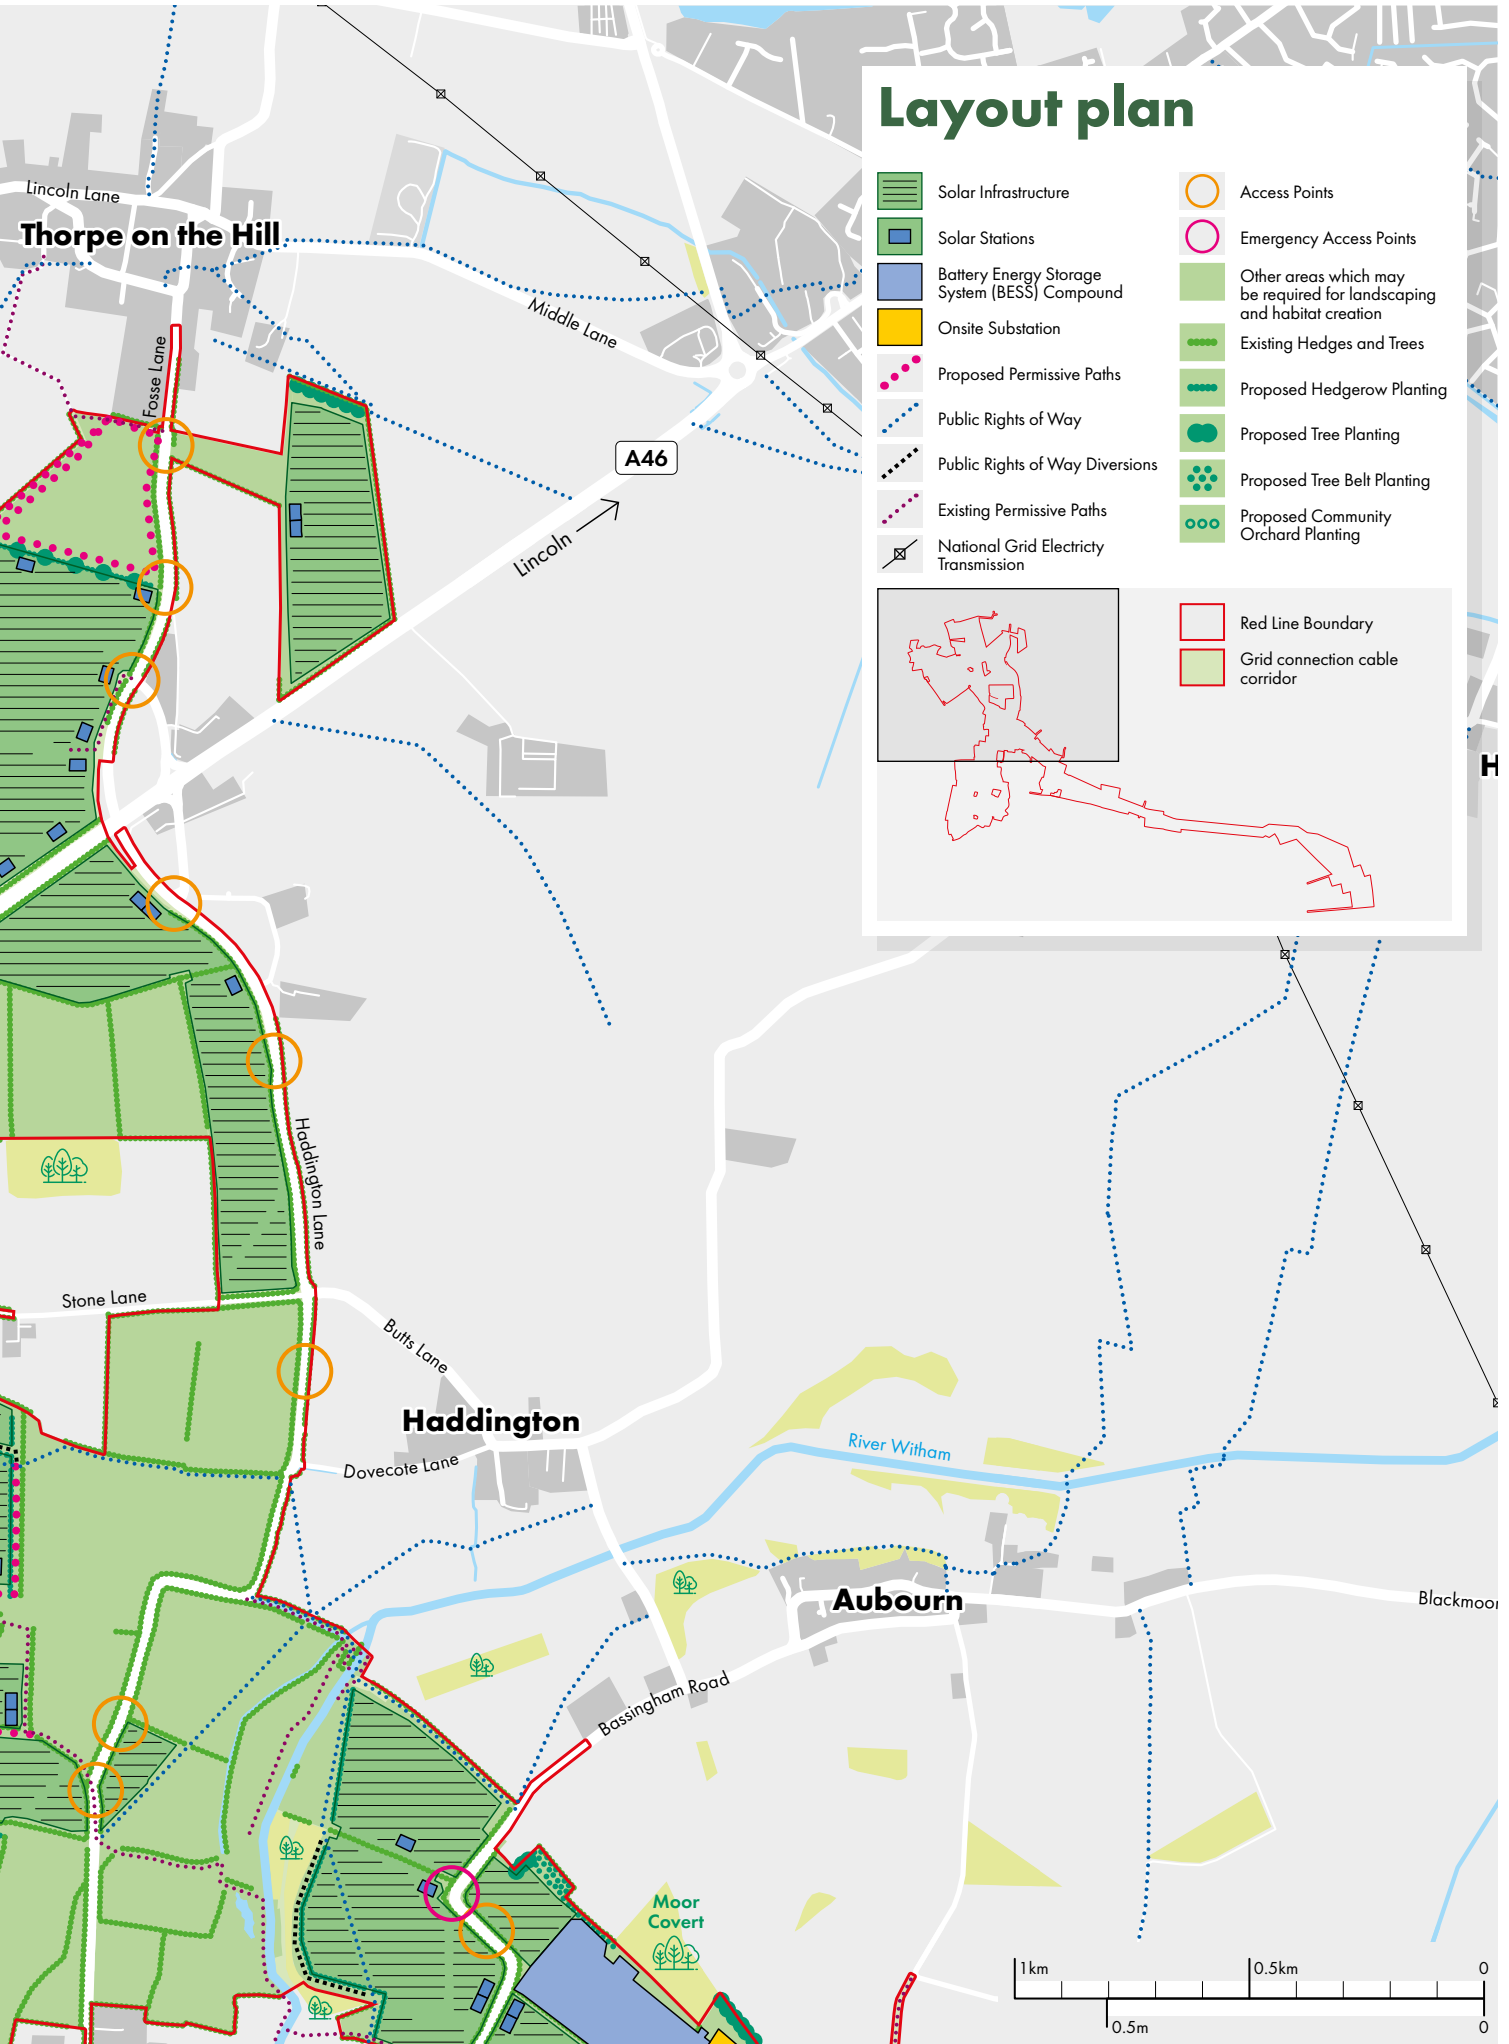 Layout plan
Solar Infrastructure
Solar Stations
Battery Energy Storage
System (BESS) Compound
Onsite Substation
Proposed Permissive Paths
Public Rights of Way
Public Rights of Way Diversions
Existing Permissive Paths
National Grid Electricty
Transmission
Access Points
Emergency Access Points
Other areas which may
be required for landscaping
and habitat creation
Existing Hedges and Trees
Proposed Hedgerow Planting
Proposed Tree Planting
Proposed Tree Belt Planting
Proposed Community
Orchard Planting
Red Line Boundary
Grid connection cable
corridor
Lincoln Lane
Thorpe on the Hill
Middle Lane
Fosse Lane
A46
Lincoln
H
Haddington Lane
Stone Lane
Butts Lane
Haddington
Dovecote Lane
River Witham
Aubourn
Blackmoor
Bassingham Road
Moor
Covert
1km
0.5km
0
0.5m
0